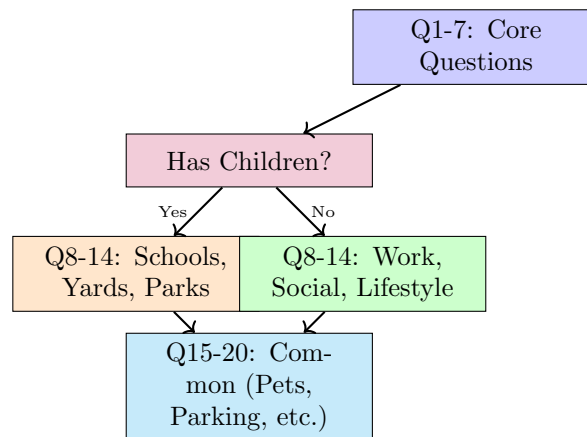 Q1-7: Core
Questions
Has Children?
Yes
No
Q8-14: Schools,
Yards, Parks
Q8-14: Work,
Social, Lifestyle
Q15-20: Com-
mon (Pets,
Parking, etc.)